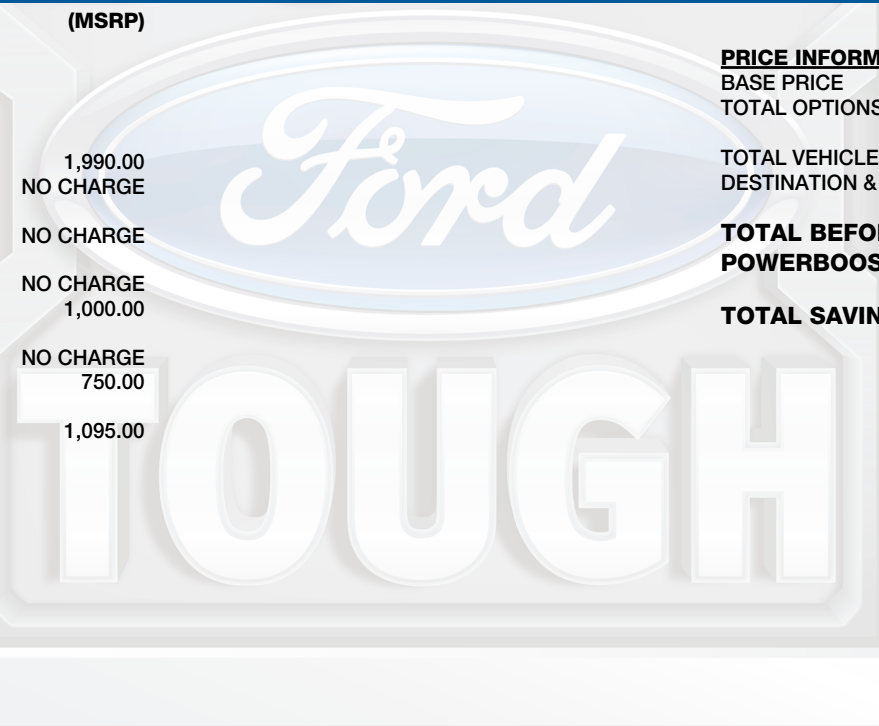 (MSRP)
1,990.00
NO CHARGE
NO CHARGE
NO CHARGE
1,000.00
NO CHARGE
750.00
1,095.00
PRICE INFORM
BASE PRICE
TOTAL OPTIONS
TOTAL VEHICLE
DESTINATION &
TOTAL BEFO
POWERBOOS
TOTAL SAVIN
Ford
TOUGH